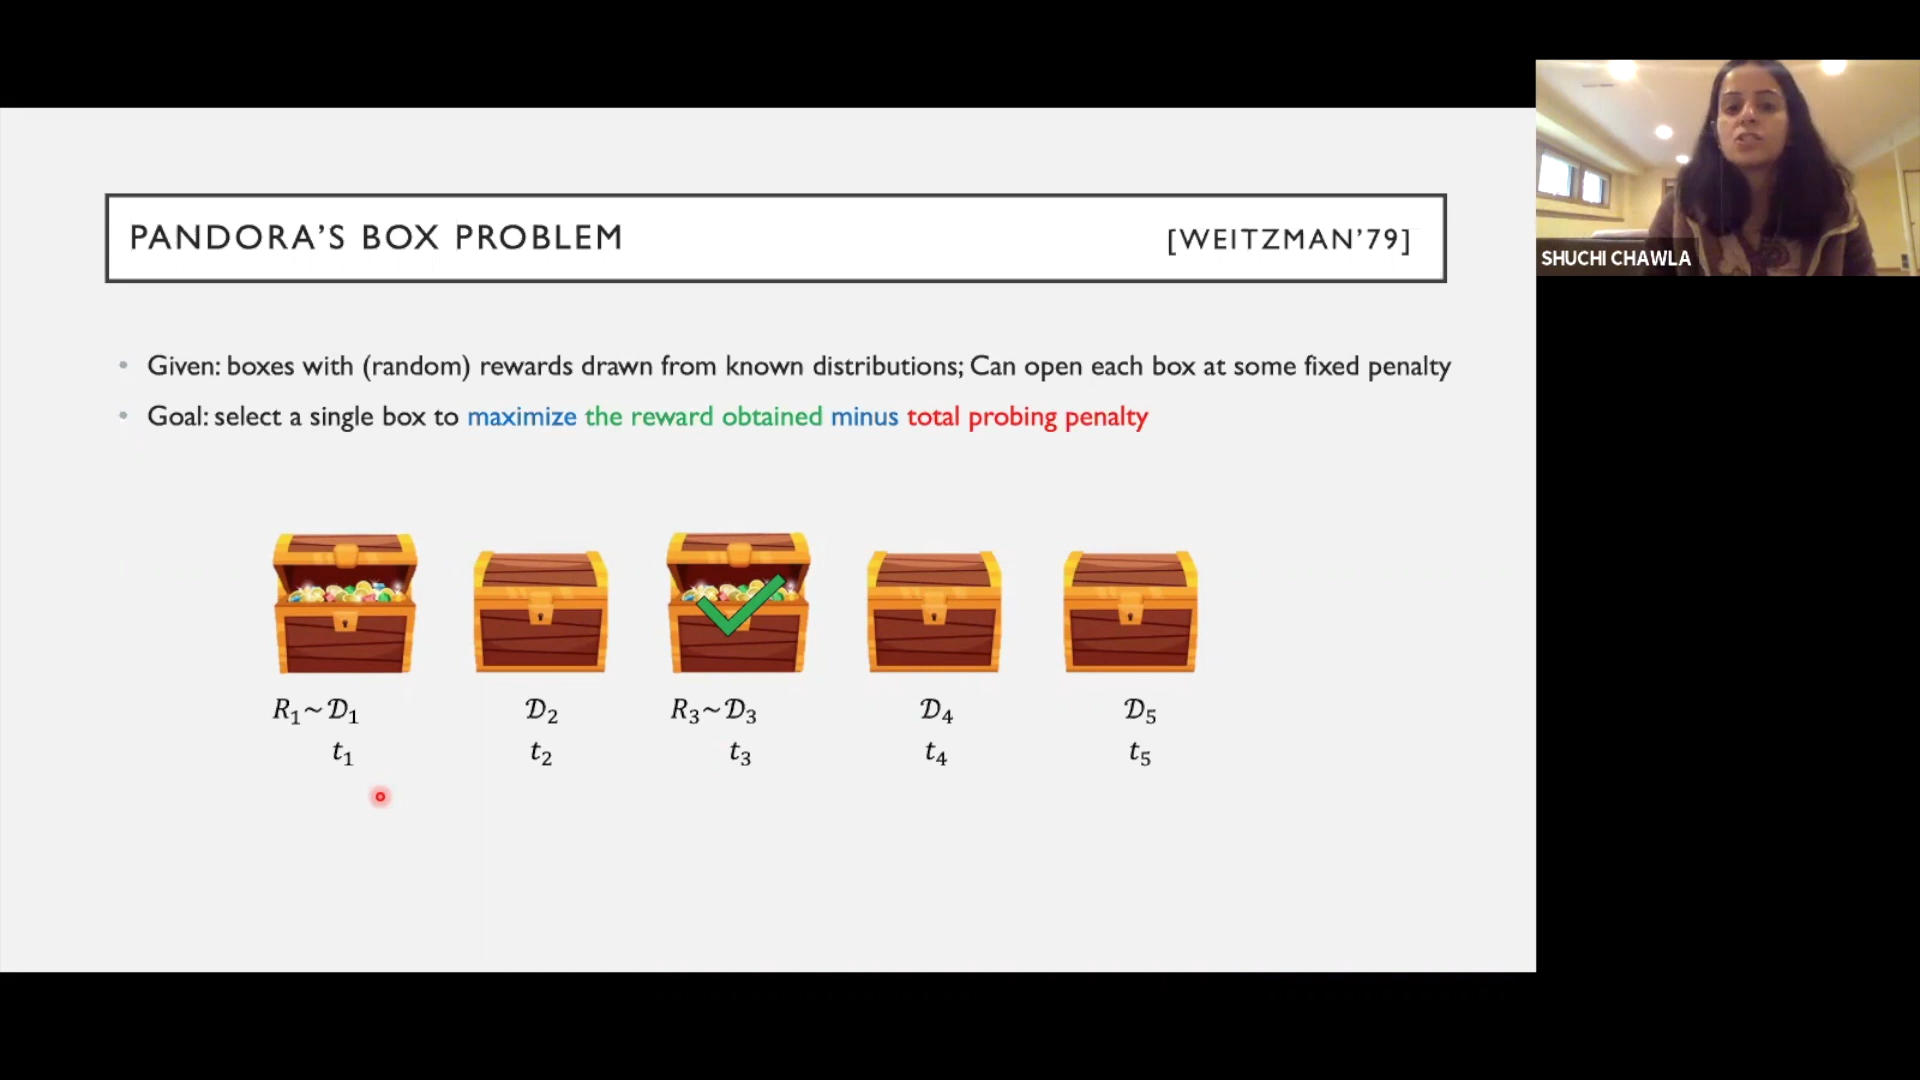 PANDORA'S BOX PROBLEM [WEITZMAN'79]
SHUCHI CHAWLA
• Given: boxes with (random) rewards drawn from known distributions; Can open each box at some fixed penalty
• Goal: select a single box to maximize the reward obtained minus total probing penalty
R₁~𝒟₁ 𝒟₂ R₃~𝒟₃ 𝒟₄ 𝒟₅
t₁ t₂ t₃ t₄ t₅